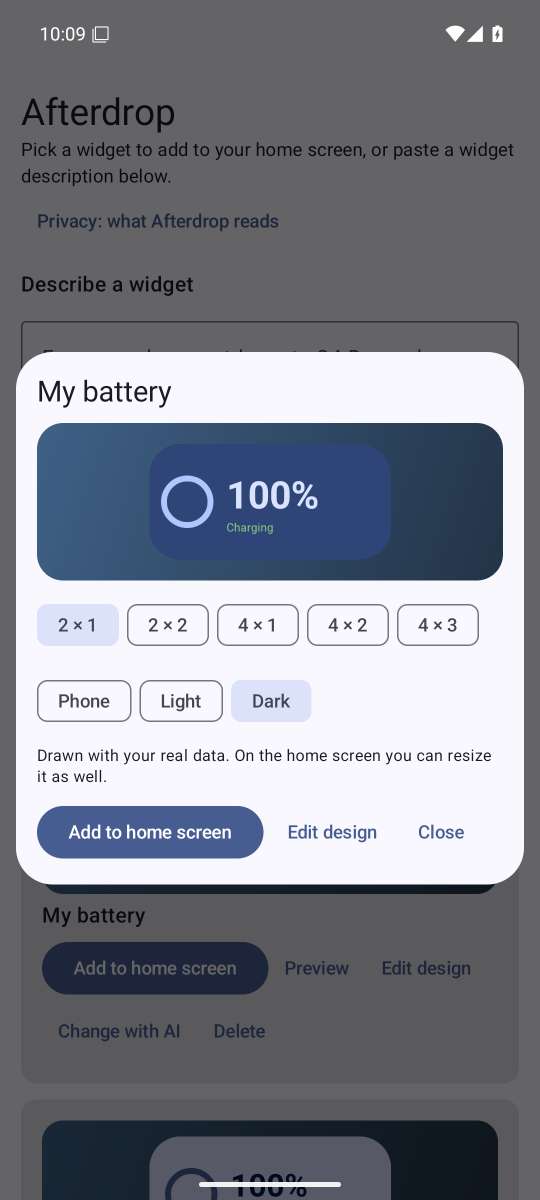 10:09
Afterdrop
Pick a widget to add to your home screen, or paste a widget
description below.
Privacy: what Afterdrop reads
Describe a widget
My battery
100%
Charging
2 × 1
2 × 2
4 × 1
4 × 2
4 × 3
Phone
Light
Dark
Drawn with your real data. On the home screen you can resize
it as well.
Add to home screen
Edit design
Close
My battery
Add to home screen
Preview
Edit design
Change with AI
Delete
100%